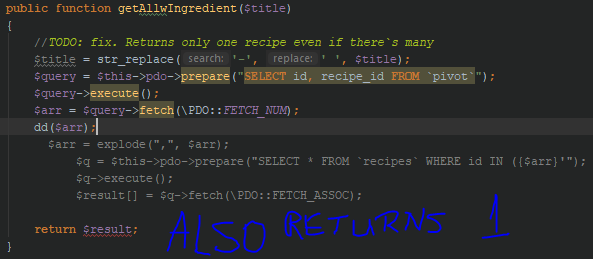 public function getAllwIngredient($title)
{
//TODO: fix. Returns only one recipe even if there`s many
$title = str_replace( search: '-', replace: ' ', $title);
$query = $this->pdo->prepare("SELECT id, recipe_id FROM `pivot`");
$query->execute();
$arr = $query->fetch(\PDO::FETCH_NUM);
dd($arr);
$arr = explode(",", $arr);
$q = $this->pdo->prepare("SELECT * FROM `recipes` WHERE id IN ({$arr}'");
$q->execute();
$result[] = $q->fetch(\PDO::FETCH_ASSOC);
return $result;
ALSO RETURNS 1
}